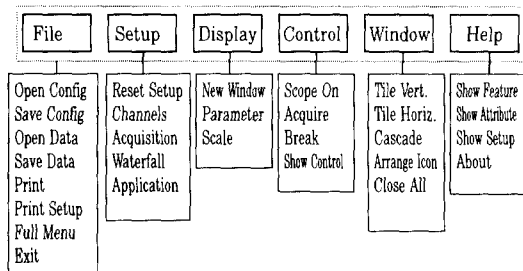 File Setup Display Control Window Help
Open Config
Save Config
Open Data
Save Data
Print
Print Setup
Full Menu
Exit
Reset Setup
Channels
Acquisition
Waterfall
Application
New Window
Parameter
Scale
Scope On
Acquire
Break
Show Control
Tile Vert.
Tile Horiz.
Cascade
Arrange Icon
Close All
Show Feature
Show Attribute
Show Setup
About